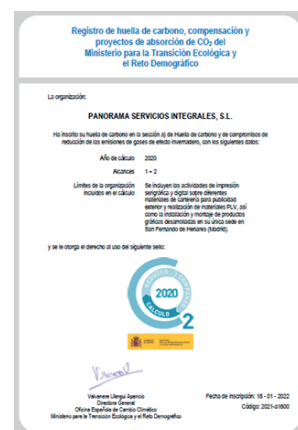 Registro de huella de carbono, compensación y
proyectos de absorción de CO₂ del
Ministerio para la Transición Ecológica y
el Reto Demográfico
La organización:
PANORAMA SERVICIOS INTEGRALES, S.L.
Ha inscrito su huella de carbono en la sección a) de Huella de carbono y de compromisos de
reducción de las emisiones de gases de efecto invernadero, con los siguientes datos:
Año de cálculo 2020
Alcances 1 - 2
Límites de la organización
incluidos en el cálculo
Se incluyen las actividades de impresión
serigráfica y digital sobre diferentes
materiales de cartelería para publicidad
exterior y realización de materiales PLV, así
como la instalación y montaje de productos
gráficos desarrolladas en su única sede en
San Fernando de Henares (Madrid).
y se le otorga el derecho al uso del siguiente sello:
2020
CALCULO
2
Valvanera Ulargui Aparicio
Directora General
Oficina Española de Cambio Climático
Ministerio para la Transición Ecológica y el Reto Demográfico
Fecha de inscripción: 18 - 01 - 2022
Código: 2021-a1600